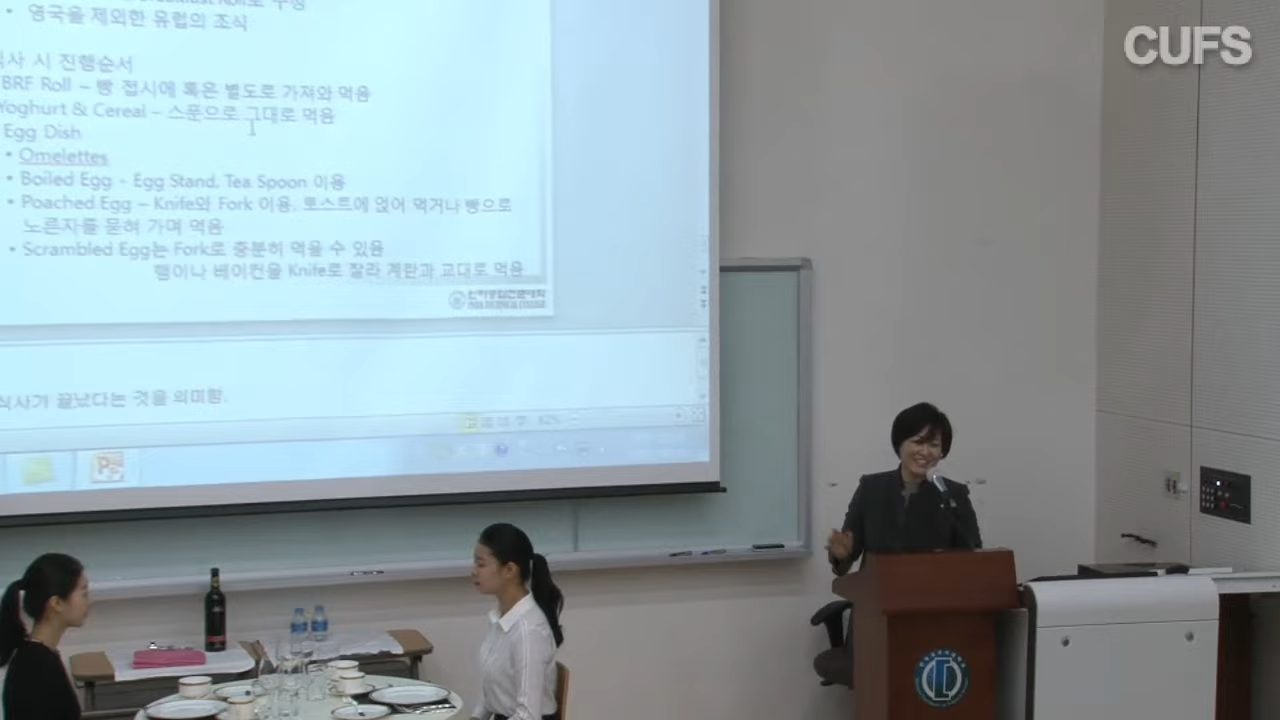 CUFS
영국을 제외한 유럽의 조식
사 시 진행순서
BRF Roll – 빵 접시에 혹은 별도로 가져와 먹음
Yoghurt & Cereal – 스푼으로 그대로 먹음
Egg Dish
• Omelettes
• Boiled Egg - Egg Stand, Tea Spoon 이용
• Poached Egg – Knife와 Fork 이용, 토스트에 얹어 먹거나 빵으로
노른자를 묻혀 가며 먹음
• Scrambled Egg는 Fork로 충분히 먹을 수 있음
햄이나 베이컨을 Knife로 잘라 계란과 교대로 먹음
식사가 끝났다는 것을 의미함.